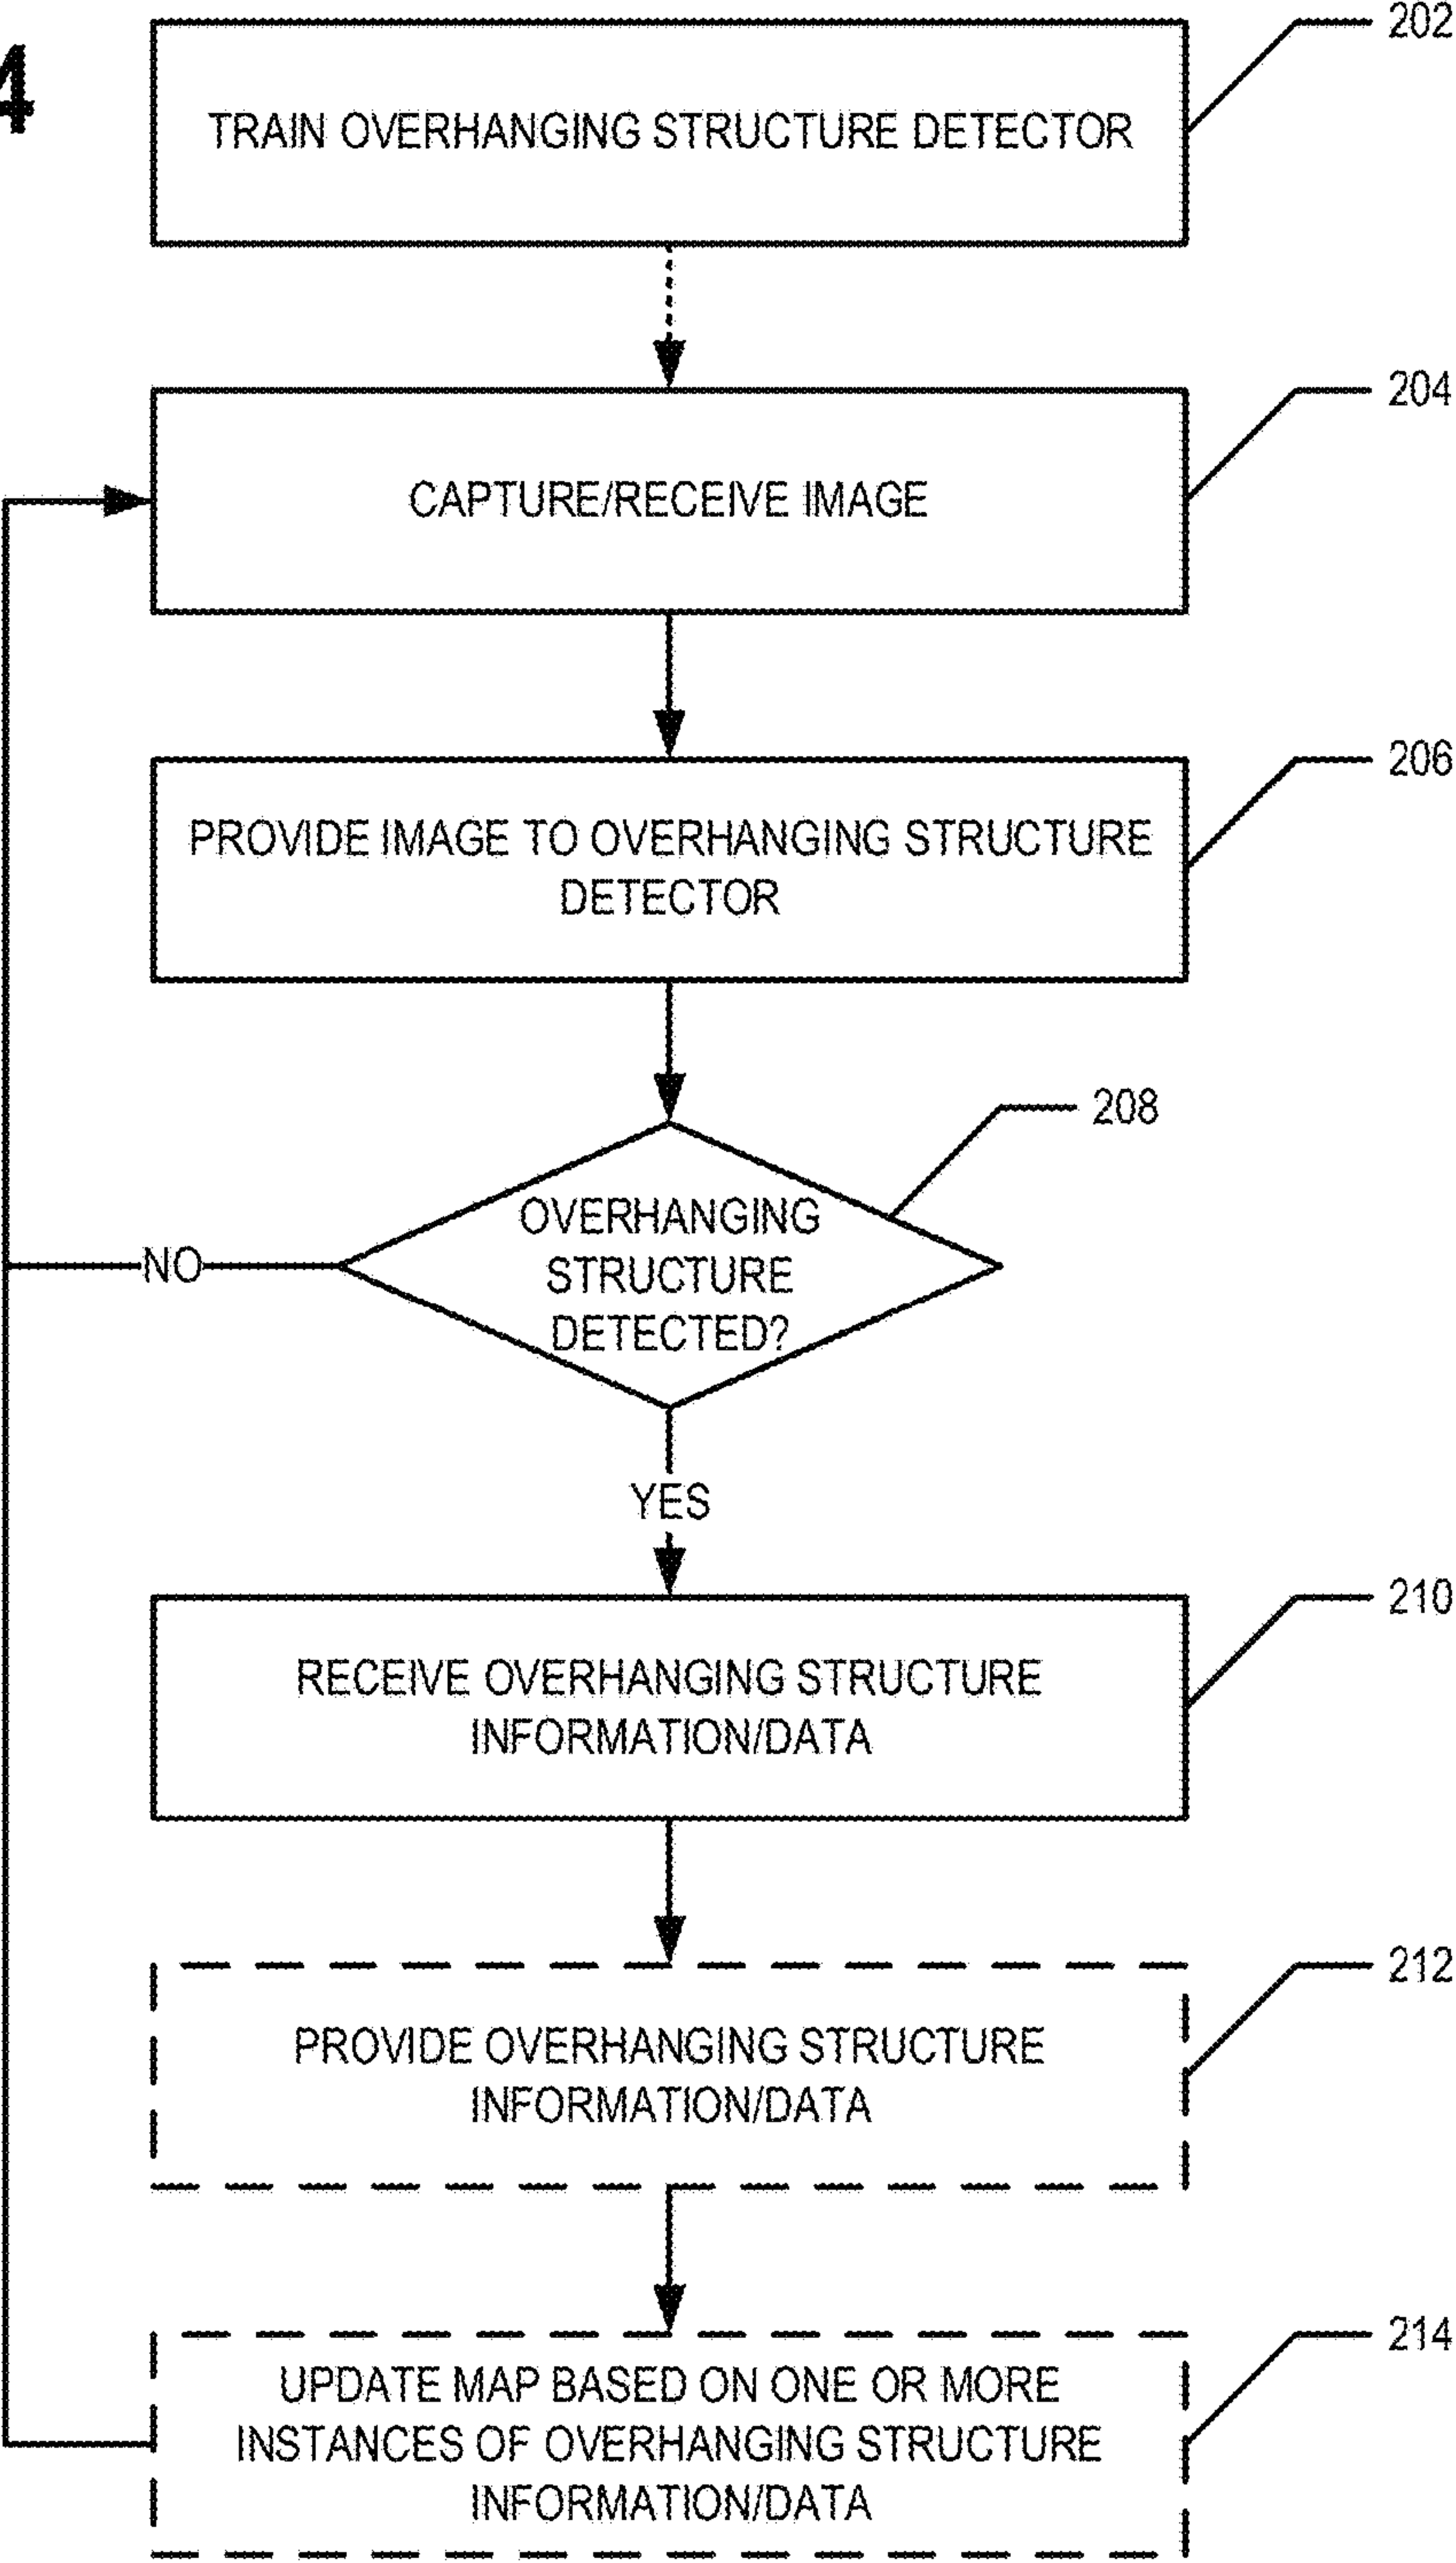 4
202
TRAIN OVERHANGING STRUCTURE DETECTOR
204
CAPTURE/RECEIVE IMAGE
206
PROVIDE IMAGE TO OVERHANGING STRUCTURE
DETECTOR
208
OVERHANGING
STRUCTURE
DETECTED?
NO
YES
210
RECEIVE OVERHANGING STRUCTURE
INFORMATION/DATA
212
PROVIDE OVERHANGING STRUCTURE
INFORMATION/DATA
214
UPDATE MAP BASED ON ONE OR MORE
INSTANCES OF OVERHANGING STRUCTURE
INFORMATION/DATA